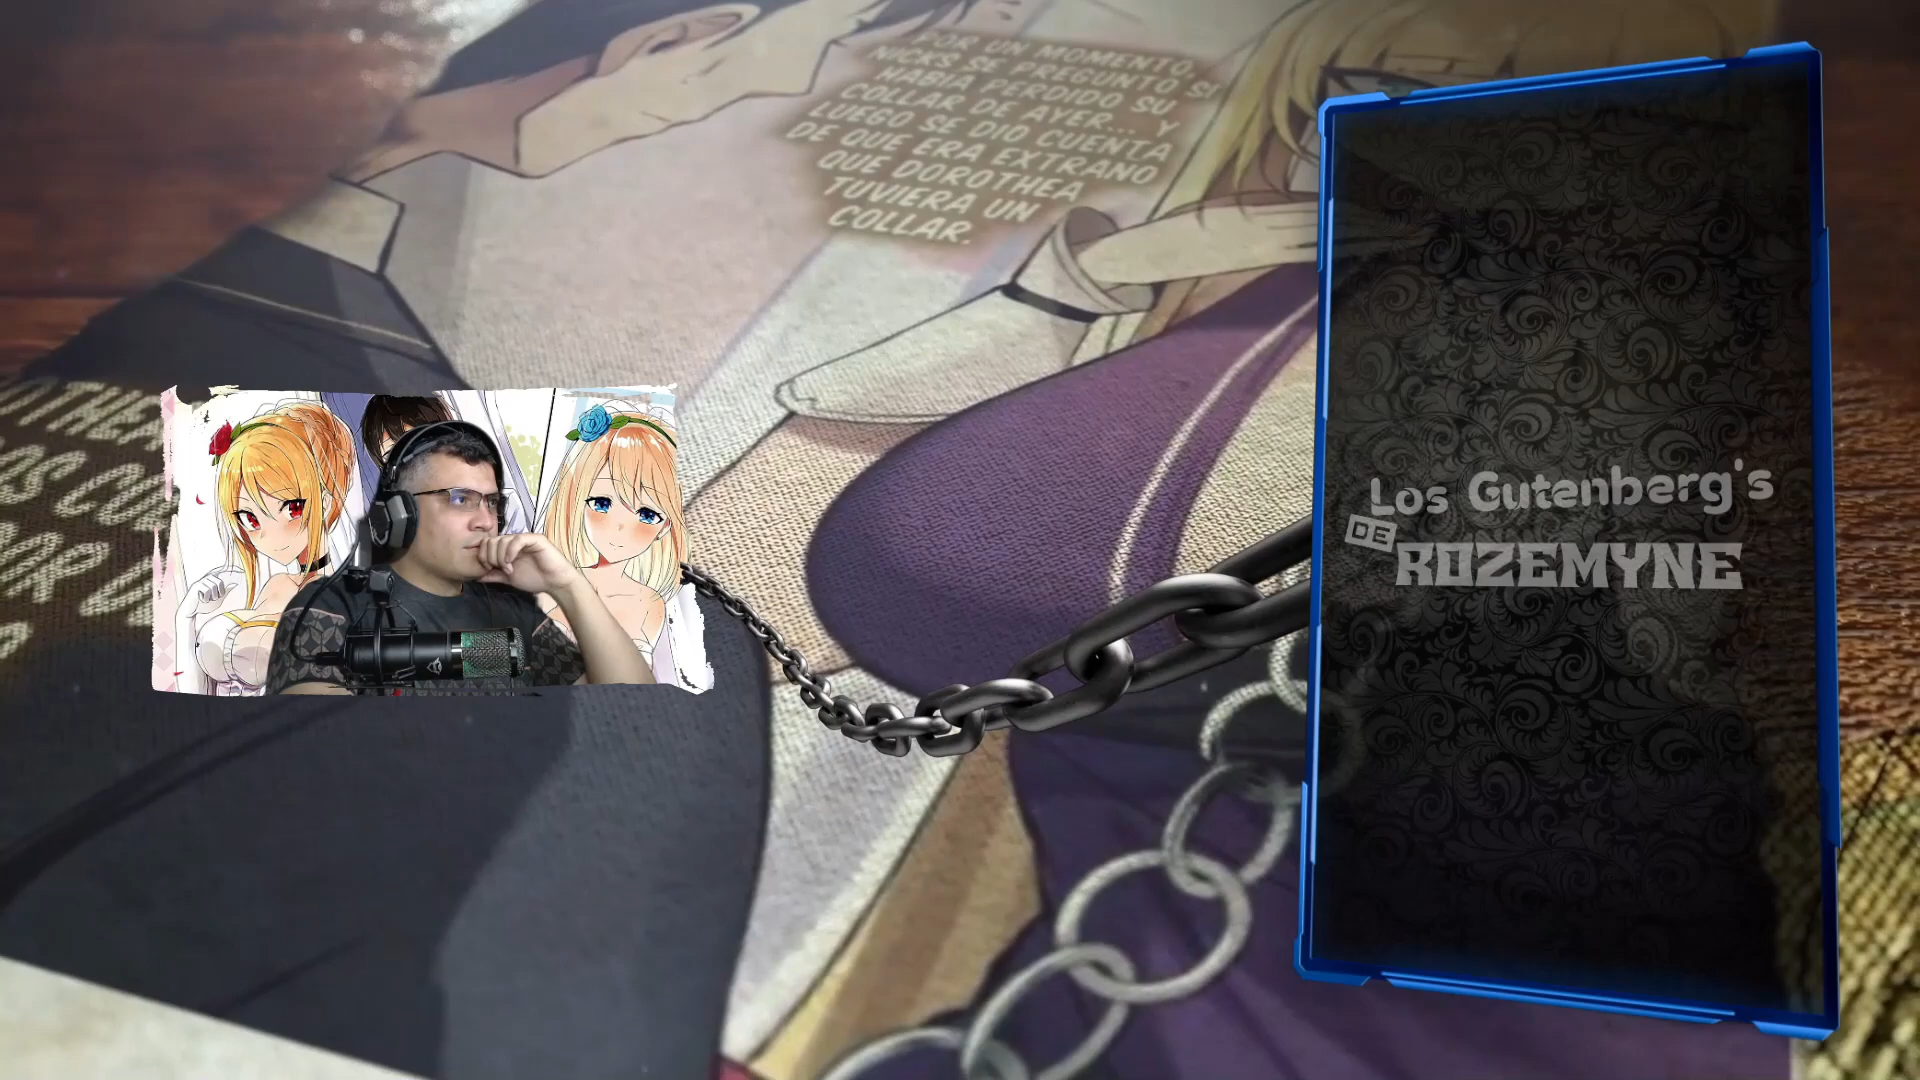 POR UN MOMENTO,
NICKS SE PREGUNTÓ SI
HABÍA PERDIDO SU
COLLAR DE AYER... Y
LUEGO SE DIO CUENTA
DE QUE ERA EXTRAÑO
QUE DOROTHEA
TUVIERA UN
COLLAR.
Los Gutenberg's
DE
ROZEMYNE